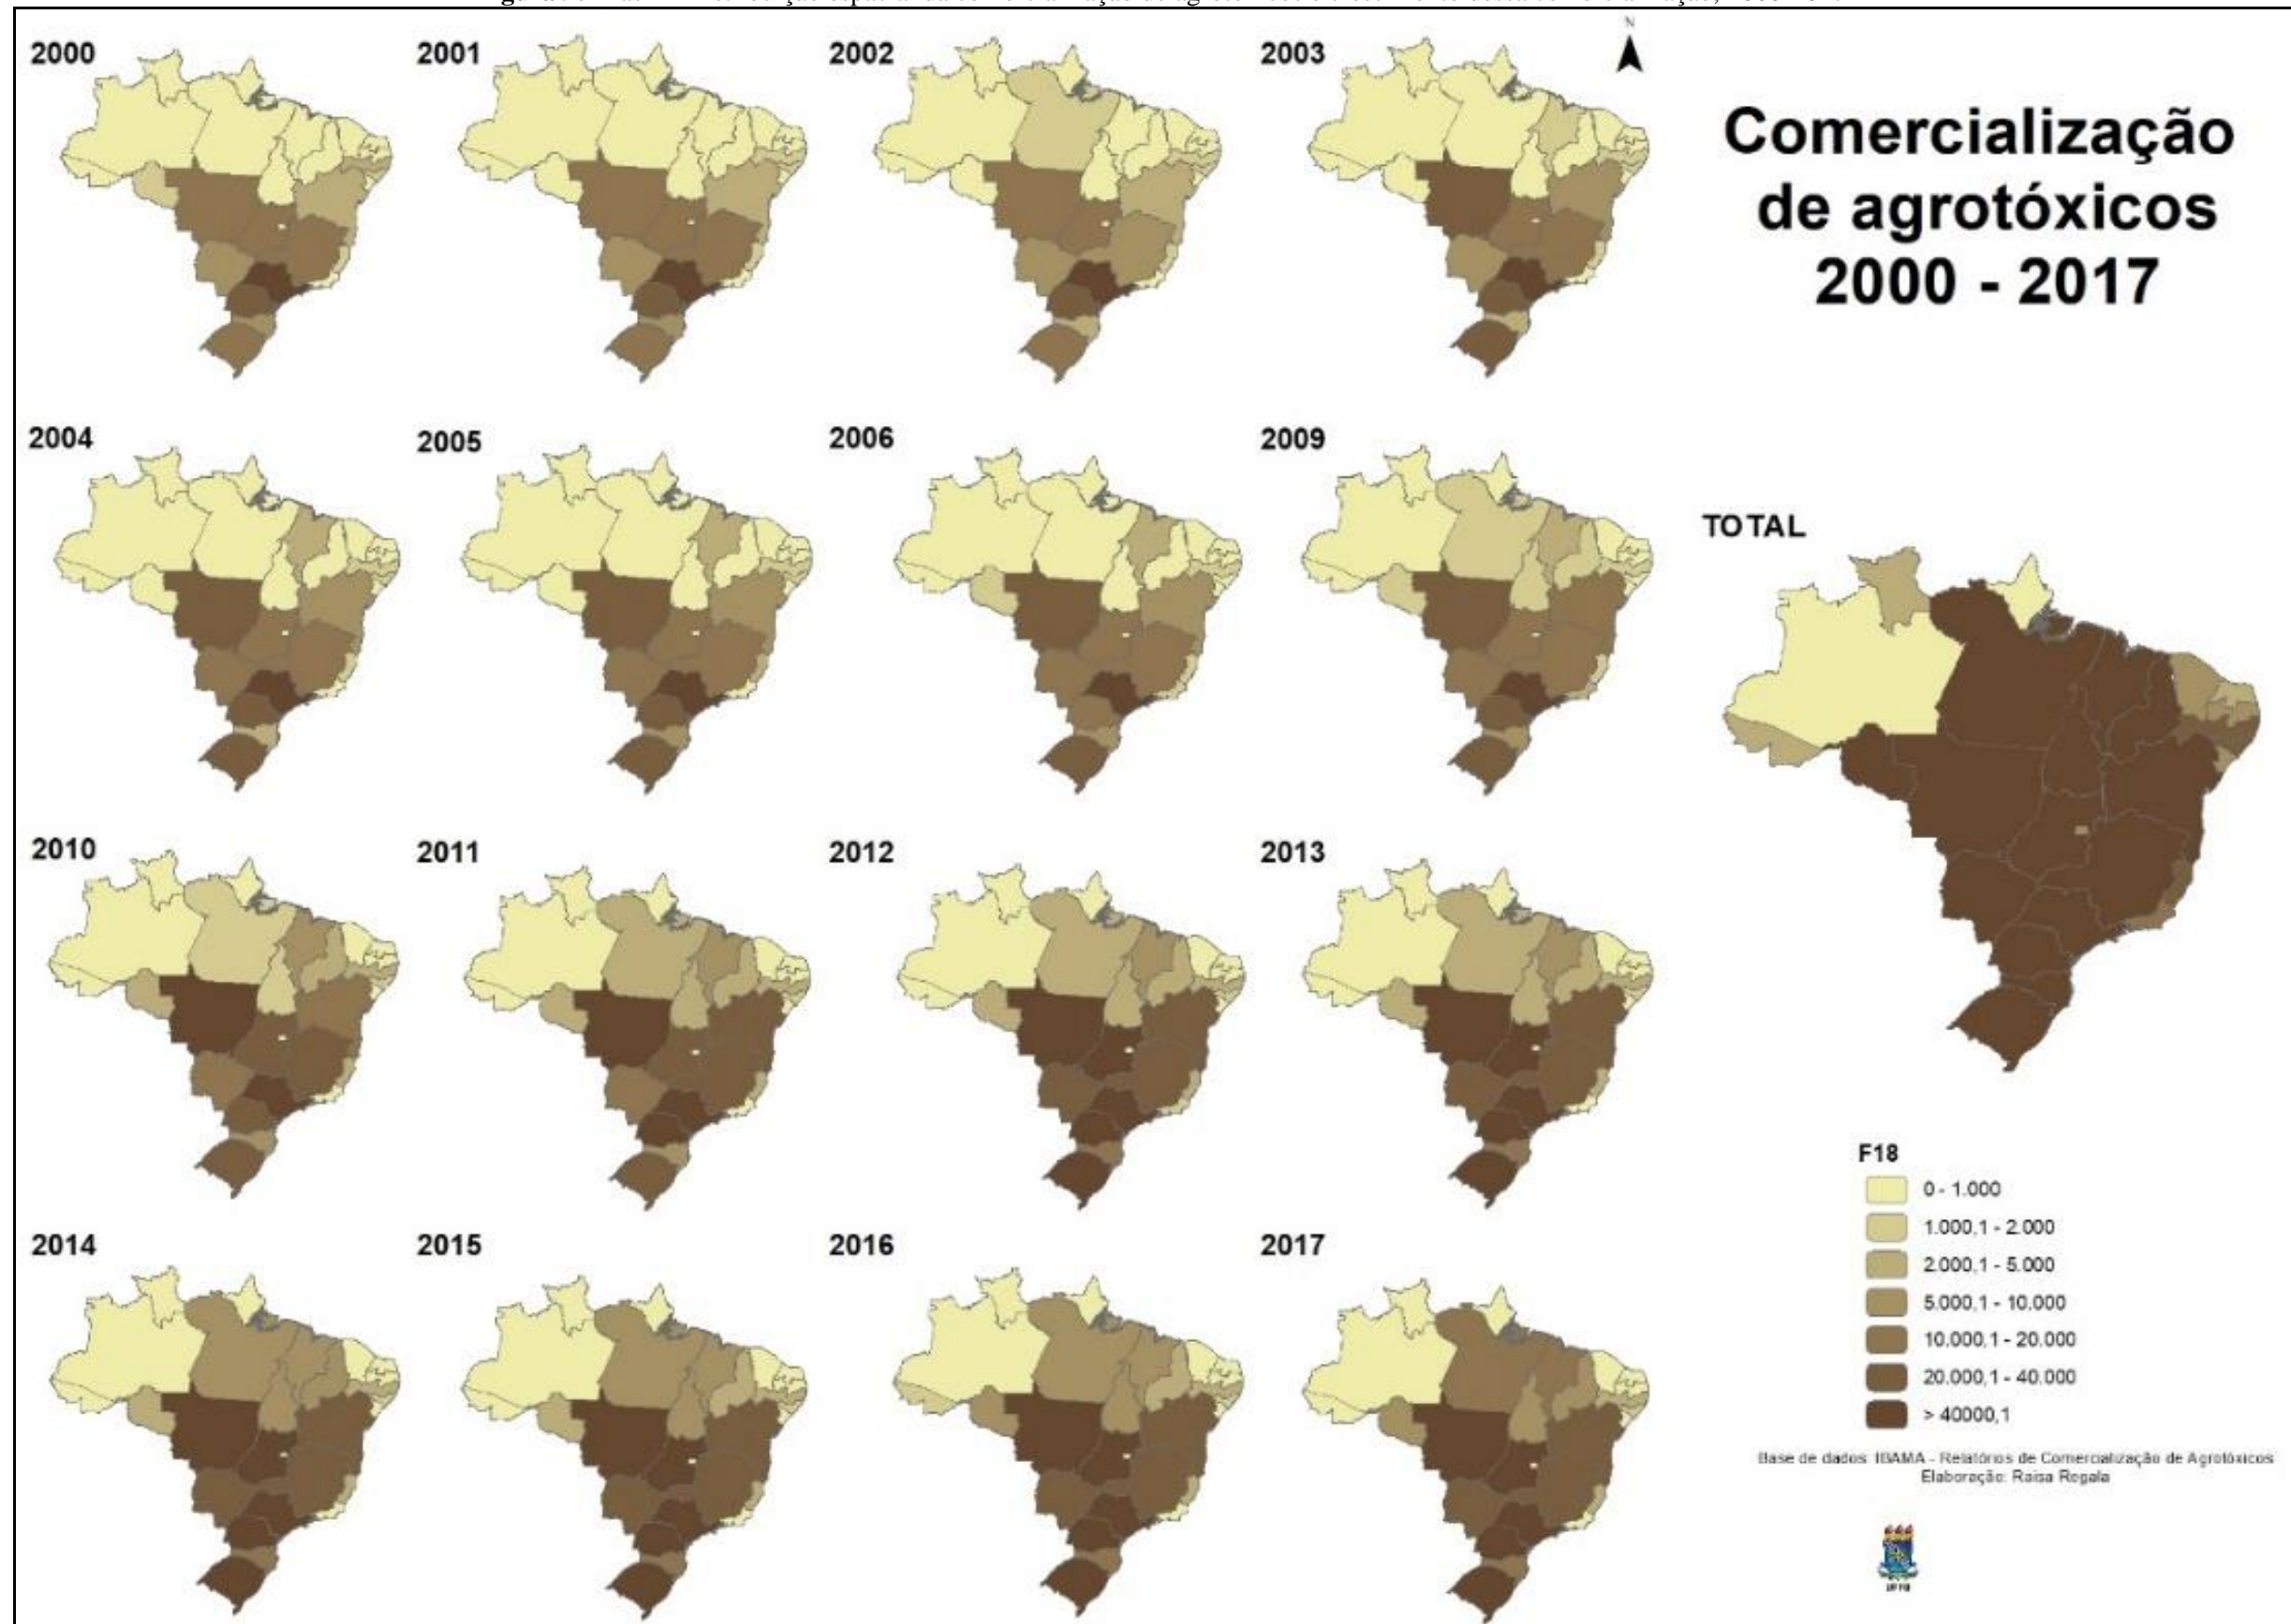 2000
2001
2002
2003
N
Comercialização
de agrotóxicos
2000 - 2017
2004
2005
2006
2009
TOTAL
2010
2011
2012
2013
F18
0 - 1.000
1.000,1 - 2.000
2.000,1 - 5.000
5.000,1 - 10.000
10.000,1 - 20.000
20.000,1 - 40.000
> 40000,1
2014
2015
2016
2017
Base de dados: IBAMA - Relatórios de Comercialização de Agrotóxicos
Elaboração: Raisa Regala